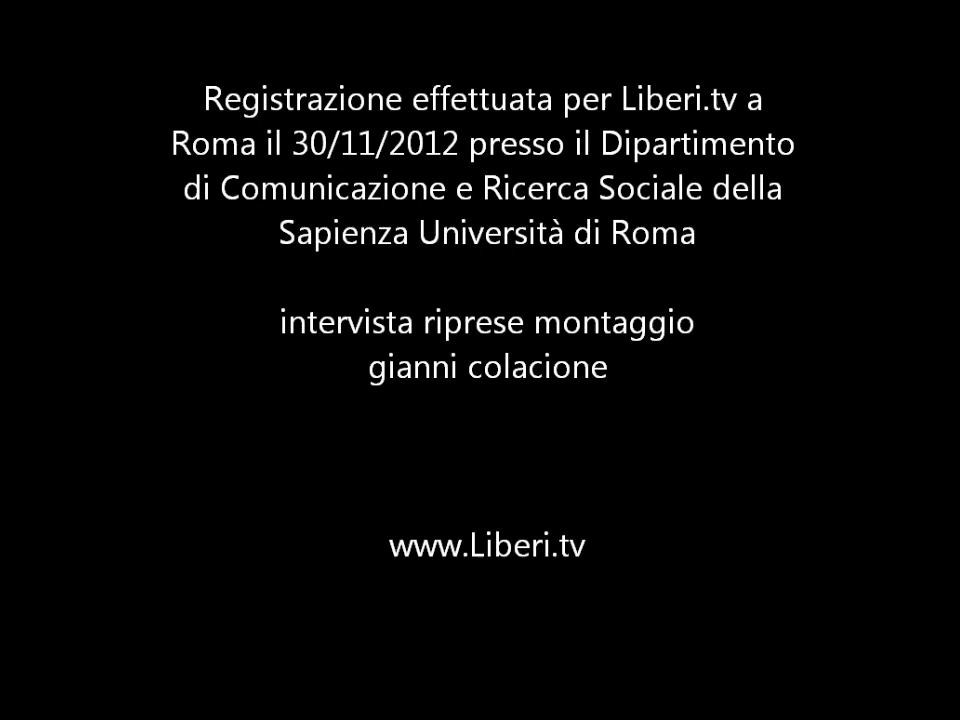 Registrazione effettuata per Liberi.tv a
Roma il 30/11/2012 presso il Dipartimento
di Comunicazione e Ricerca Sociale della
Sapienza Università di Roma
intervista riprese montaggio
gianni colacione
www.Liberi.tv